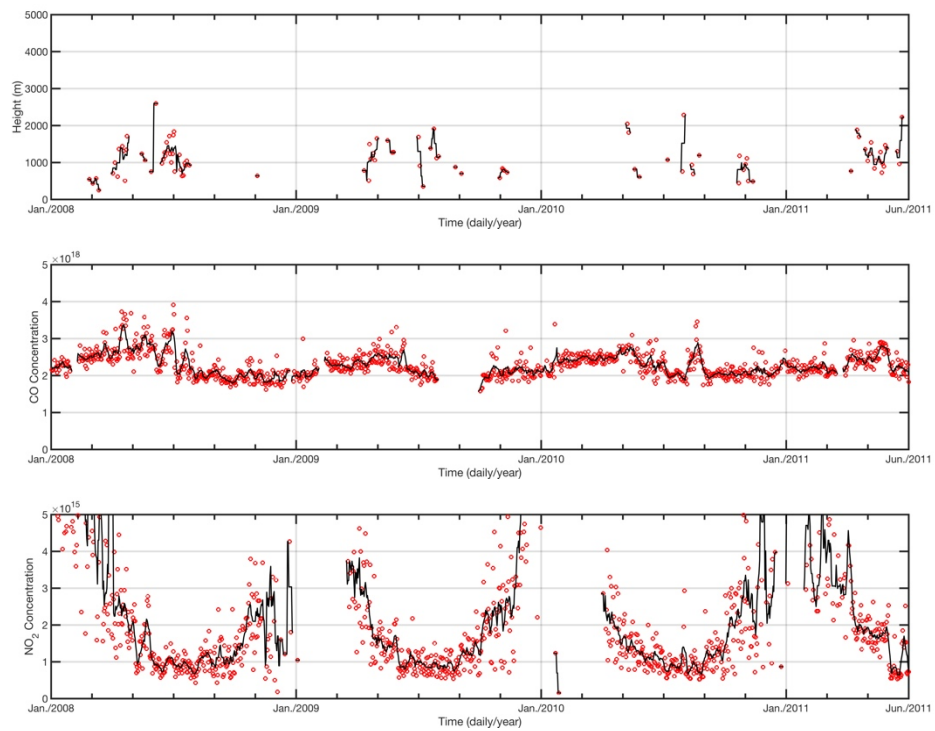 5000
4000
3000
2000
1000
0
Height (m)
Jan./2008
Jan./2009
Jan./2010
Jan./2011
Jun./2011
Time (daily/year)
×10^18
5
4
3
2
1
0
CO Concentration
Jan./2008
Jan./2009
Jan./2010
Jan./2011
Jun./2011
Time (daily/year)
×10^15
5
4
3
2
1
0
NO_2 Concentration
Jan./2008
Jan./2009
Jan./2010
Jan./2011
Jun./2011
Time (daily/year)